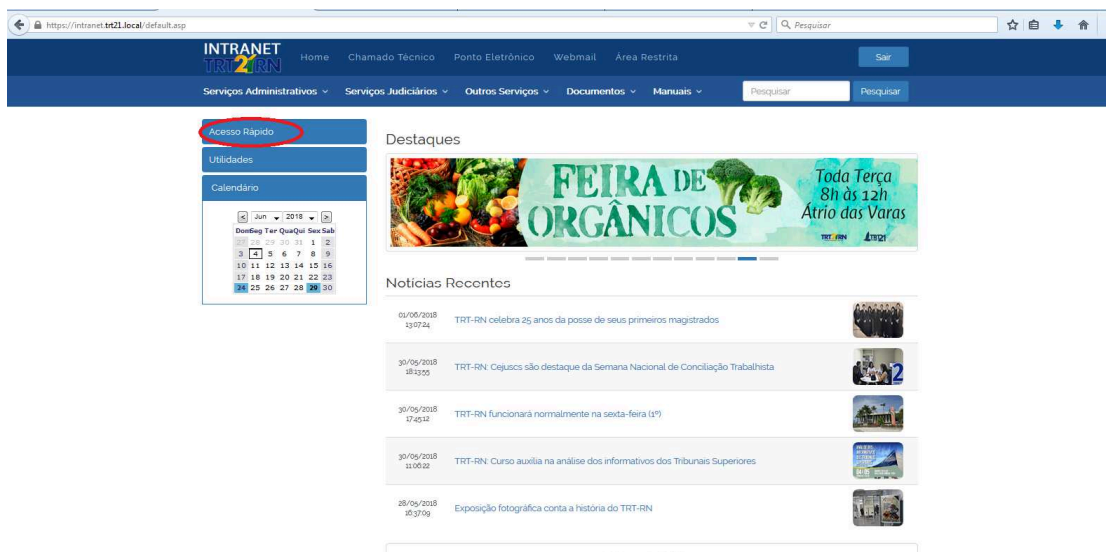 https://intranet.trt21.local/default.asp
Pesquisar
INTRANET
TRT21RN
Home Chamado Técnico Ponto Eletrônico Webmail Área Restrita
Sair
Serviços Administrativos Serviços Judiciários Outros Serviços Documentos Manuais
Pesquisar
Pesquisar
Acesso Rápido
Utilidades
Calendário
< Jun 2018 >
Dom Seg Ter Qua Qui Sex Sab
27 28 29 30 31 1 2
3 4 5 6 7 8 9
10 11 12 13 14 15 16
17 18 19 20 21 22 23
24 25 26 27 28 29 30
Destaques
FEIRA DE
ORGÂNICOS
Toda Terça
8h às 12h
Átrio das Varas
Notícias Recentes
01/06/2018
13:07:24
TRT-RN celebra 25 anos da posse de seus primeiros magistrados
30/05/2018
18:13:55
TRT-RN: Cejuscs são destaque da Semana Nacional de Conciliação Trabalhista
30/05/2018
17:45:12
TRT-RN funcionará normalmente na sexta-feira (1º)
30/05/2018
11:06:22
TRT-RN: Curso auxilia na análise dos informativos dos Tribunais Superiores
28/05/2018
16:37:09
Exposição fotográfica conta a história do TRT-RN